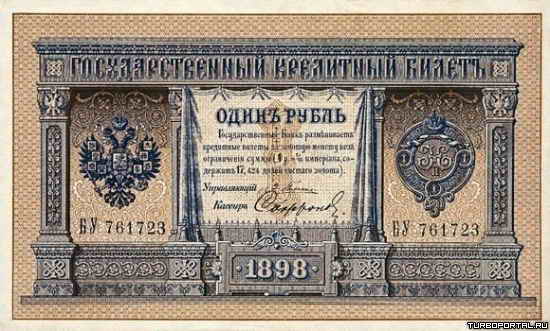 ГОСУДАРСТВЕННЫЙ КРЕДИТНЫЙ БИЛЕТЪ
ОДИНЪ РУБЛЬ
Государственный Банкъ размѣниваетъ
кредитные билеты на золотую монету безъ
ограниченія суммы (1 р. = 1/15 имперіала, со-
держитъ 17,424 долей чистаго золота).
Управляющій
Кассиръ
БУ 761723
БУ 761723
1898
TURBOPORTAL.RU